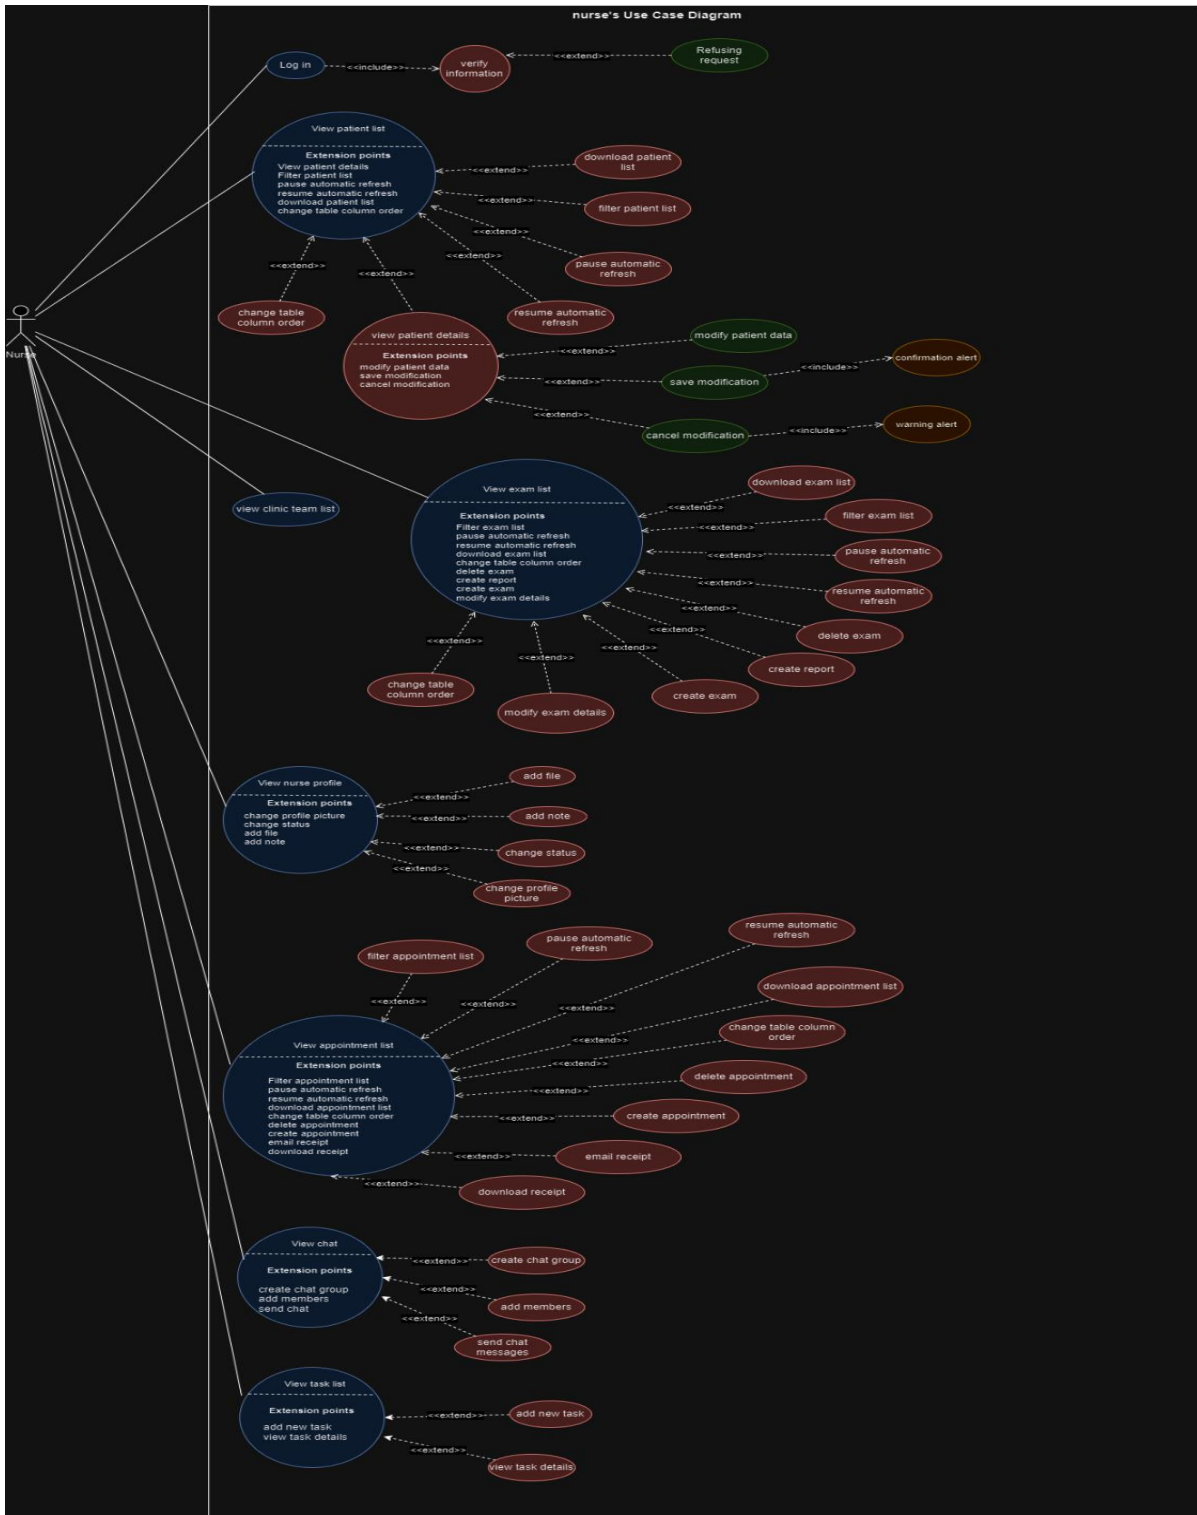 nurse's Use Case Diagram
Log in
<<include>>
verify
information
<<extend>>
Refusing
request
View patient list
Extension points
View patient details
Filter patient list
pause automatic refresh
resume automatic refresh
download patient list
change table column order
<<extend>>
download patient
list
<<extend>>
filter patient list
<<extend>>
pause automatic
refresh
<<extend>>
resume automatic
refresh
<<extend>>
change table
column order
<<extend>>
view patient details
Extension points
modify patient data
save modification
cancel modification
<<extend>>
modify patient data
<<extend>>
save modification
<<include>>
confirmation alert
<<extend>>
cancel modification
<<include>>
warning alert
Nurse
view clinic team list
View exam list
Extension points
Filter exam list
pause automatic refresh
resume automatic refresh
download exam list
change table column order
delete exam
create report
create exam
modify exam details
<<extend>>
download exam list
<<extend>>
filter exam list
<<extend>>
pause automatic
refresh
<<extend>>
resume automatic
refresh
<<extend>>
delete exam
<<extend>>
create report
<<extend>>
create exam
<<extend>>
modify exam details
<<extend>>
change table
column order
View nurse profile
Extension points
change profile picture
change status
add file
add note
<<extend>>
add file
<<extend>>
add note
<<extend>>
change status
<<extend>>
change profile
picture
filter appointment list
<<extend>>
pause automatic
refresh
<<extend>>
resume automatic
refresh
<<extend>>
download appointment list
<<extend>>
change table column
order
<<extend>>
View appointment list
Extension points
Filter appointment list
pause automatic refresh
resume automatic refresh
download appointment list
change table column order
delete appointment
create appointment
email receipt
download receipt
<<extend>>
delete appointment
<<extend>>
create appointment
<<extend>>
email receipt
<<extend>>
download receipt
View chat
Extension points
create chat group
add members
send chat
<<extend>>
create chat group
<<extend>>
add members
<<extend>>
send chat
messages
View task list
Extension points
add new task
view task details
<<extend>>
add new task
<<extend>>
view task details